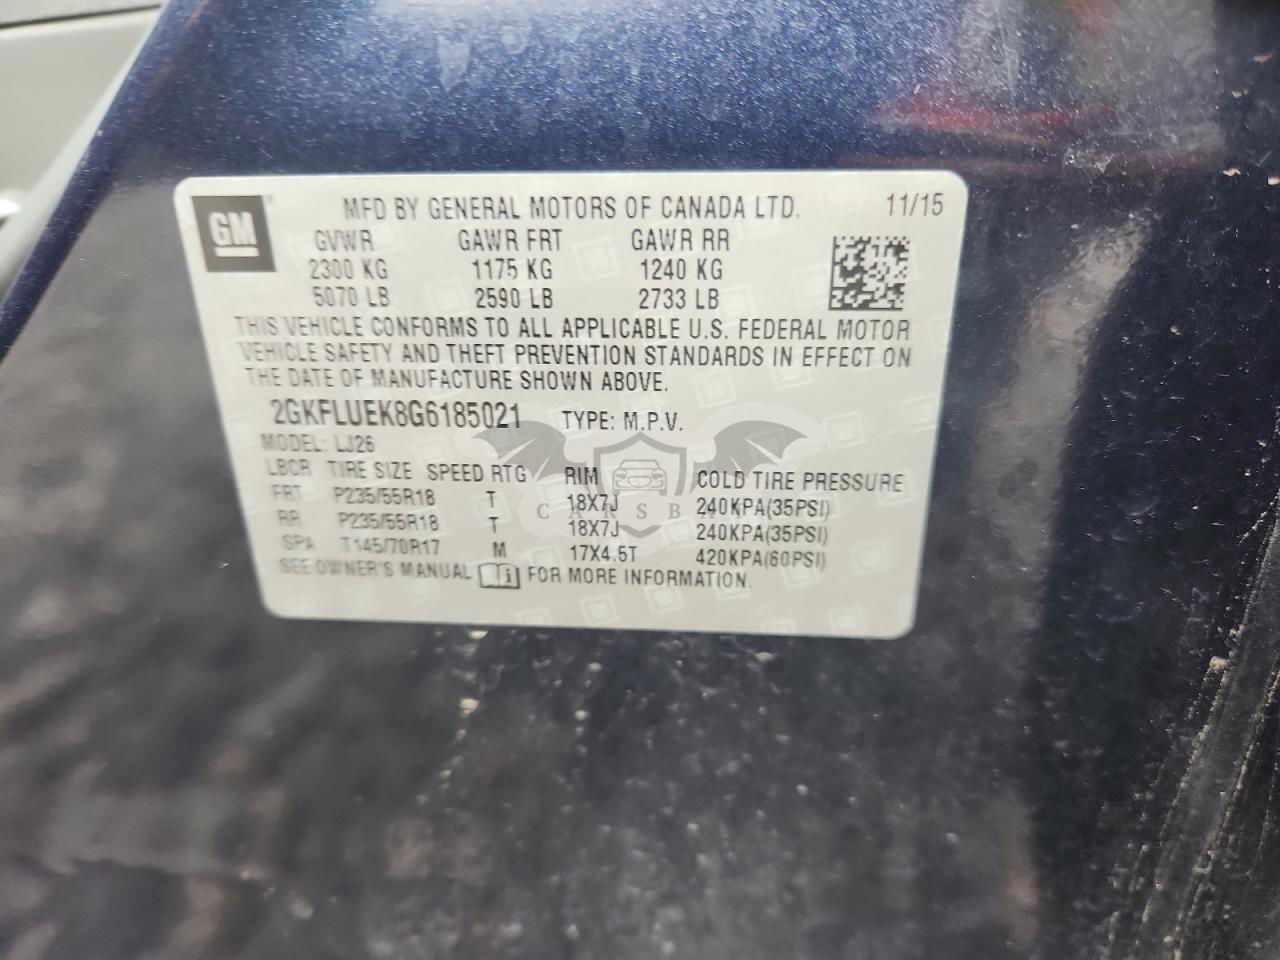 GM
MFD BY GENERAL MOTORS OF CANADA LTD. 11/15
GVWR GAWR FRT GAWR RR
2300 KG 1175 KG 1240 KG
5070 LB 2590 LB 2733 LB
THIS VEHICLE CONFORMS TO ALL APPLICABLE U.S. FEDERAL MOTOR
VEHICLE SAFETY AND THEFT PREVENTION STANDARDS IN EFFECT ON
THE DATE OF MANUFACTURE SHOWN ABOVE.
2GKFLUEK8G6185021 TYPE: M.P.V.
MODEL: LJ26
LBCR TIRE SIZE SPEED RTG RIM COLD TIRE PRESSURE
FRT P235/55R18 T 18X7J 240KPA(35PSI)
RR P235/55R18 T 18X7J 240KPA(35PSI)
SPA T145/70R17 M 17X4.5T 420KPA(60PSI)
SEE OWNER'S MANUAL FOR MORE INFORMATION.